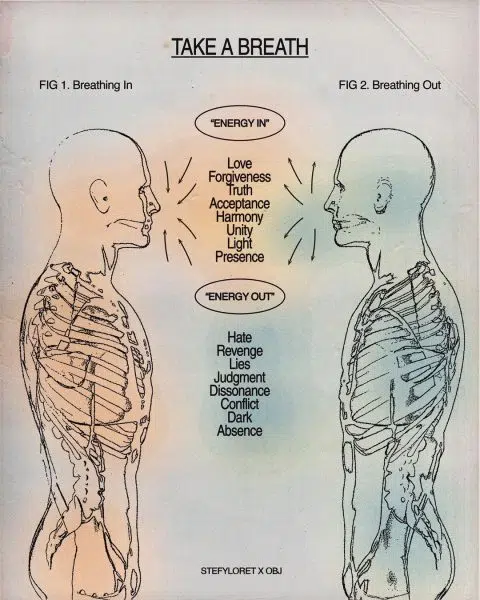 TAKE A BREATH
FIG 1. Breathing In
FIG 2. Breathing Out
“ENERGY IN”
Love
Forgiveness
Truth
Acceptance
Harmony
Unity
Light
Presence
“ENERGY OUT”
Hate
Revenge
Lies
Judgment
Dissonance
Conflict
Dark
Absence
STEFYLORET X OBJ